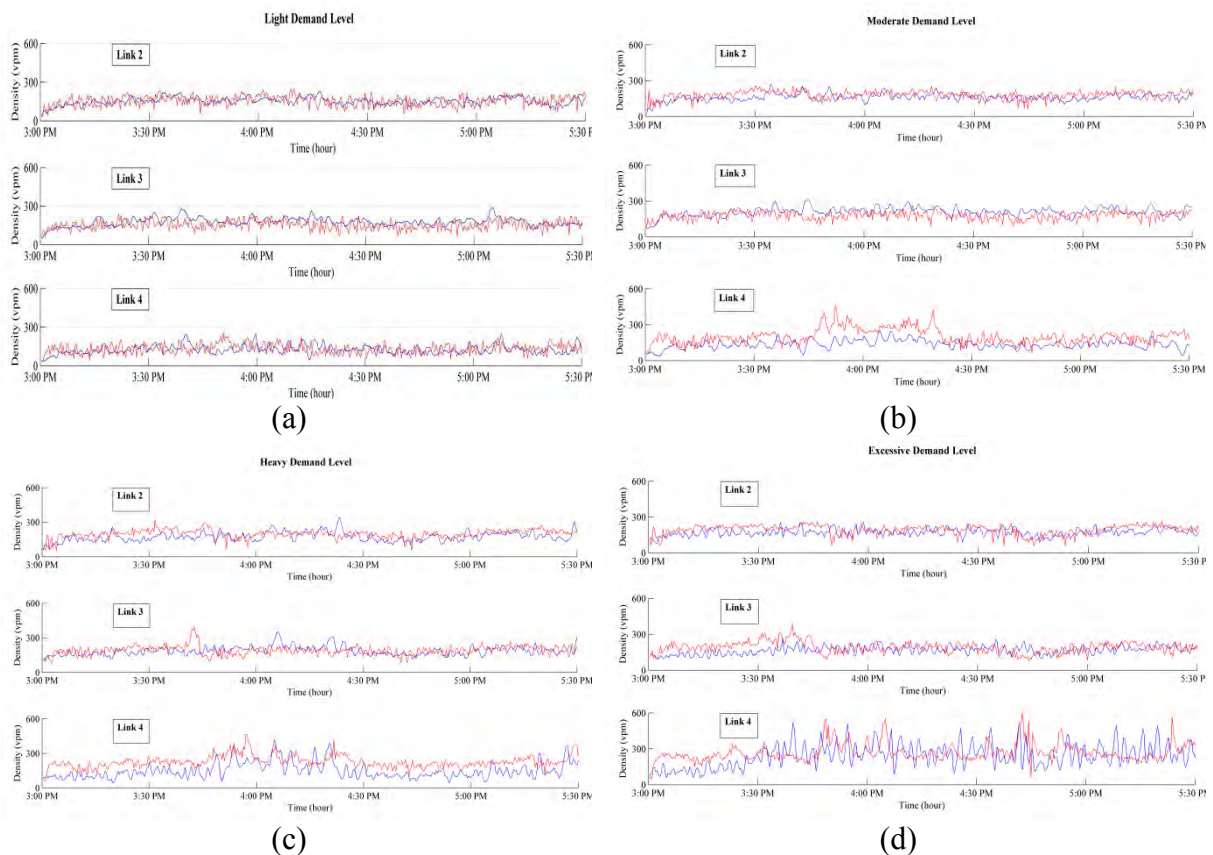 Light Demand Level
Density (vpm)
600
300
0
Link 2
3:00 PM 3:30 PM 4:00 PM 4:30 PM 5:00 PM 5:30 P
Time (hour)
Density (vpm)
600
300
0
Link 3
3:00 PM 3:30 PM 4:00 PM 4:30 PM 5:00 PM 5:30 P
Time (hour)
Density (vpm)
600
300
0
Link 4
3:00 PM 3:30 PM 4:00 PM 4:30 PM 5:00 PM 5:30 P
(a)
Moderate Demand Level
Density (vpm)
600
300
0
Link 2
3:00 PM 3:30 PM 4:00 PM 4:30 PM 5:00 PM 5:30 PM
Time (hour)
Density (vpm)
600
300
0
Link 3
3:00 PM 3:30 PM 4:00 PM 4:30 PM 5:00 PM 5:30 PM
Time (hour)
Density (vpm)
600
300
0
Link 4
3:00 PM 3:30 PM 4:00 PM 4:30 PM 5:00 PM 5:30 PM
(b)
Heavy Demand Level
Density (vpm)
600
300
0
Link 2
3:00 PM 3:30 PM 4:00 PM 4:30 PM 5:00 PM 5:30 PM
Time (hour)
Density (vpm)
600
300
0
Link 3
3:00 PM 3:30 PM 4:00 PM 4:30 PM 5:00 PM 5:30 PM
Time (hour)
Density (vpm)
600
300
0
Link 4
3:00 PM 3:30 PM 4:00 PM 4:30 PM 5:00 PM 5:30 PM
Time (hour)
(c)
Excessive Demand Level
Density (vpm)
600
300
0
Link 2
3:00 PM 3:30 PM 4:00 PM 4:30 PM 5:00 PM 5:30 PM
Time (hour)
Density (vpm)
600
300
0
Link 3
3:00 PM 3:30 PM 4:00 PM 4:30 PM 5:00 PM 5:30 PM
Time (hour)
Density (vpm)
600
300
0
Link 4
3:00 PM 3:30 PM 4:00 PM 4:30 PM 5:00 PM 5:30 PM
Time (hour)
(d)